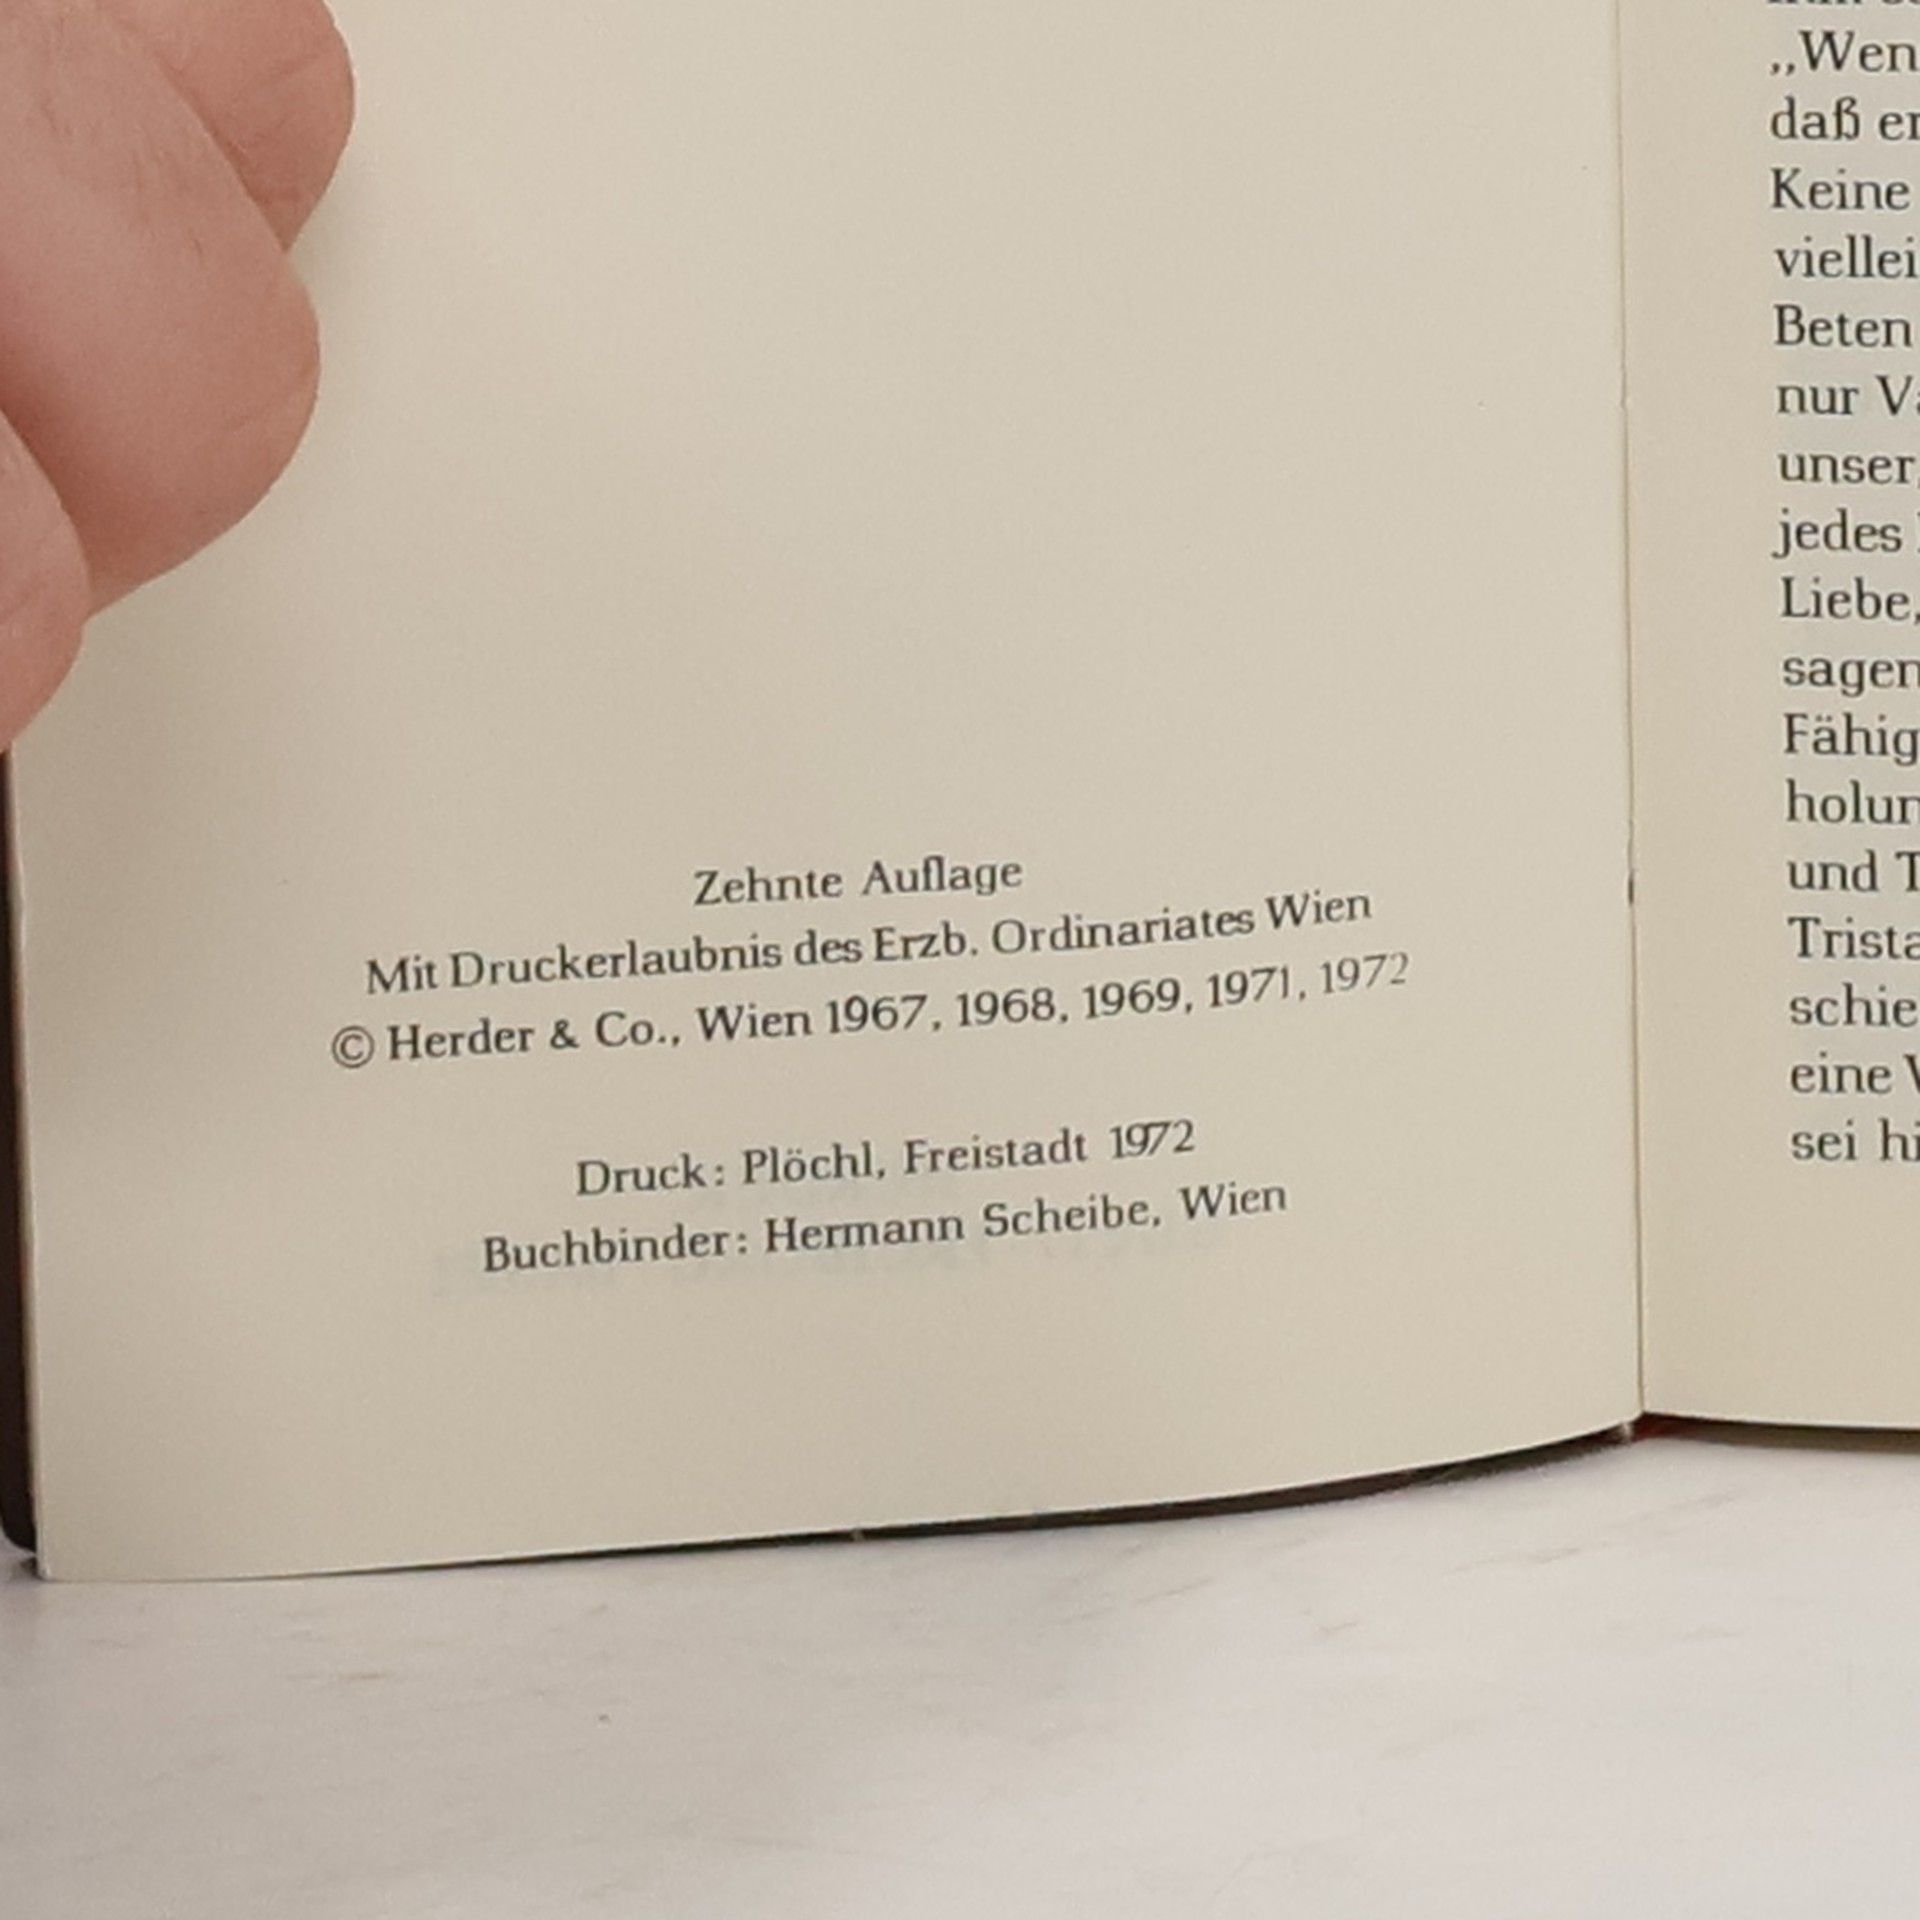 Zehnte Auflage
Mit Druckerlaubnis des Erzb. Ordinariates Wien
© Herder & Co., Wien 1967, 1968, 1969, 1971, 1972
Druck: Plöchl, Freistadt 1972
Buchbinder: Hermann Scheibe, Wien
„Wen
daß er
Keine
viellei
Beten
nur Va
unser,
jedes
Liebe,
sagen
Fähig
holun
und T
Trista
schie
eine
sei hi